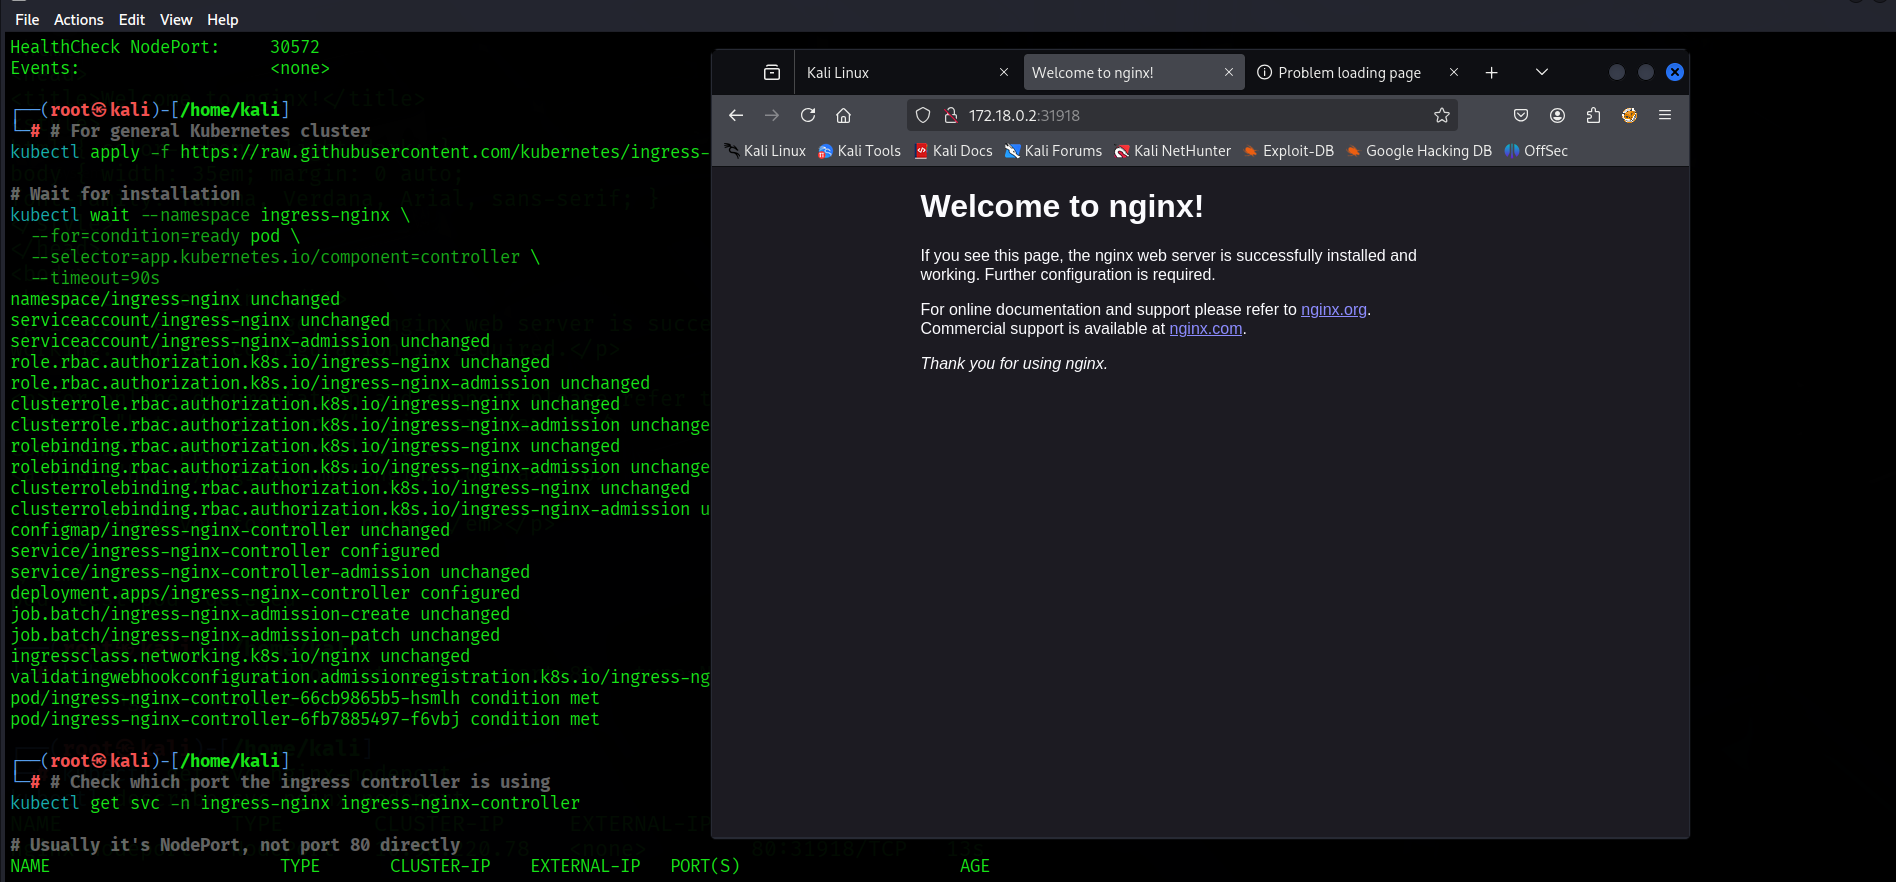 File Actions Edit View Help
HealthCheck NodePort: 30572
Events: <none>
┌──(root㉿kali)-[/home/kali]
└─# # For general Kubernetes cluster
kubectl apply -f https://raw.githubusercontent.com/kubernetes/ingress-
# Wait for installation
kubectl wait --namespace ingress-nginx \
--for=condition=ready pod \
--selector=app.kubernetes.io/component=controller \
--timeout=90s
namespace/ingress-nginx unchanged
serviceaccount/ingress-nginx unchanged
serviceaccount/ingress-nginx-admission unchanged
role.rbac.authorization.k8s.io/ingress-nginx unchanged
role.rbac.authorization.k8s.io/ingress-nginx-admission unchanged
clusterrole.rbac.authorization.k8s.io/ingress-nginx unchanged
clusterrole.rbac.authorization.k8s.io/ingress-nginx-admission unchange
rolebinding.rbac.authorization.k8s.io/ingress-nginx unchanged
rolebinding.rbac.authorization.k8s.io/ingress-nginx-admission unchange
clusterrolebinding.rbac.authorization.k8s.io/ingress-nginx unchanged
clusterrolebinding.rbac.authorization.k8s.io/ingress-nginx-admission u
configmap/ingress-nginx-controller unchanged
service/ingress-nginx-controller configured
service/ingress-nginx-controller-admission unchanged
deployment.apps/ingress-nginx-controller configured
job.batch/ingress-nginx-admission-create unchanged
job.batch/ingress-nginx-admission-patch unchanged
ingressclass.networking.k8s.io/nginx unchanged
validatingwebhookconfiguration.admissionregistration.k8s.io/ingress-ng
pod/ingress-nginx-controller-66cb9865b5-hsmlh condition met
pod/ingress-nginx-controller-6fb7885497-f6vbj condition met
┌──(root㉿kali)-[/home/kali]
└─# # Check which port the ingress controller is using
kubectl get svc -n ingress-nginx ingress-nginx-controller
# Usually it's NodePort, not port 80 directly
NAME TYPE CLUSTER-IP EXTERNAL-IP PORT(S) AGE
Kali Linux Welcome to nginx! Problem loading page
172.18.0.2:31918
Kali Linux Kali Tools Kali Docs Kali Forums Kali NetHunter Exploit-DB Google Hacking DB OffSec
Welcome to nginx!
If you see this page, the nginx web server is successfully installed and
working. Further configuration is required.
For online documentation and support please refer to nginx.org.
Commercial support is available at nginx.com.
Thank you for using nginx.